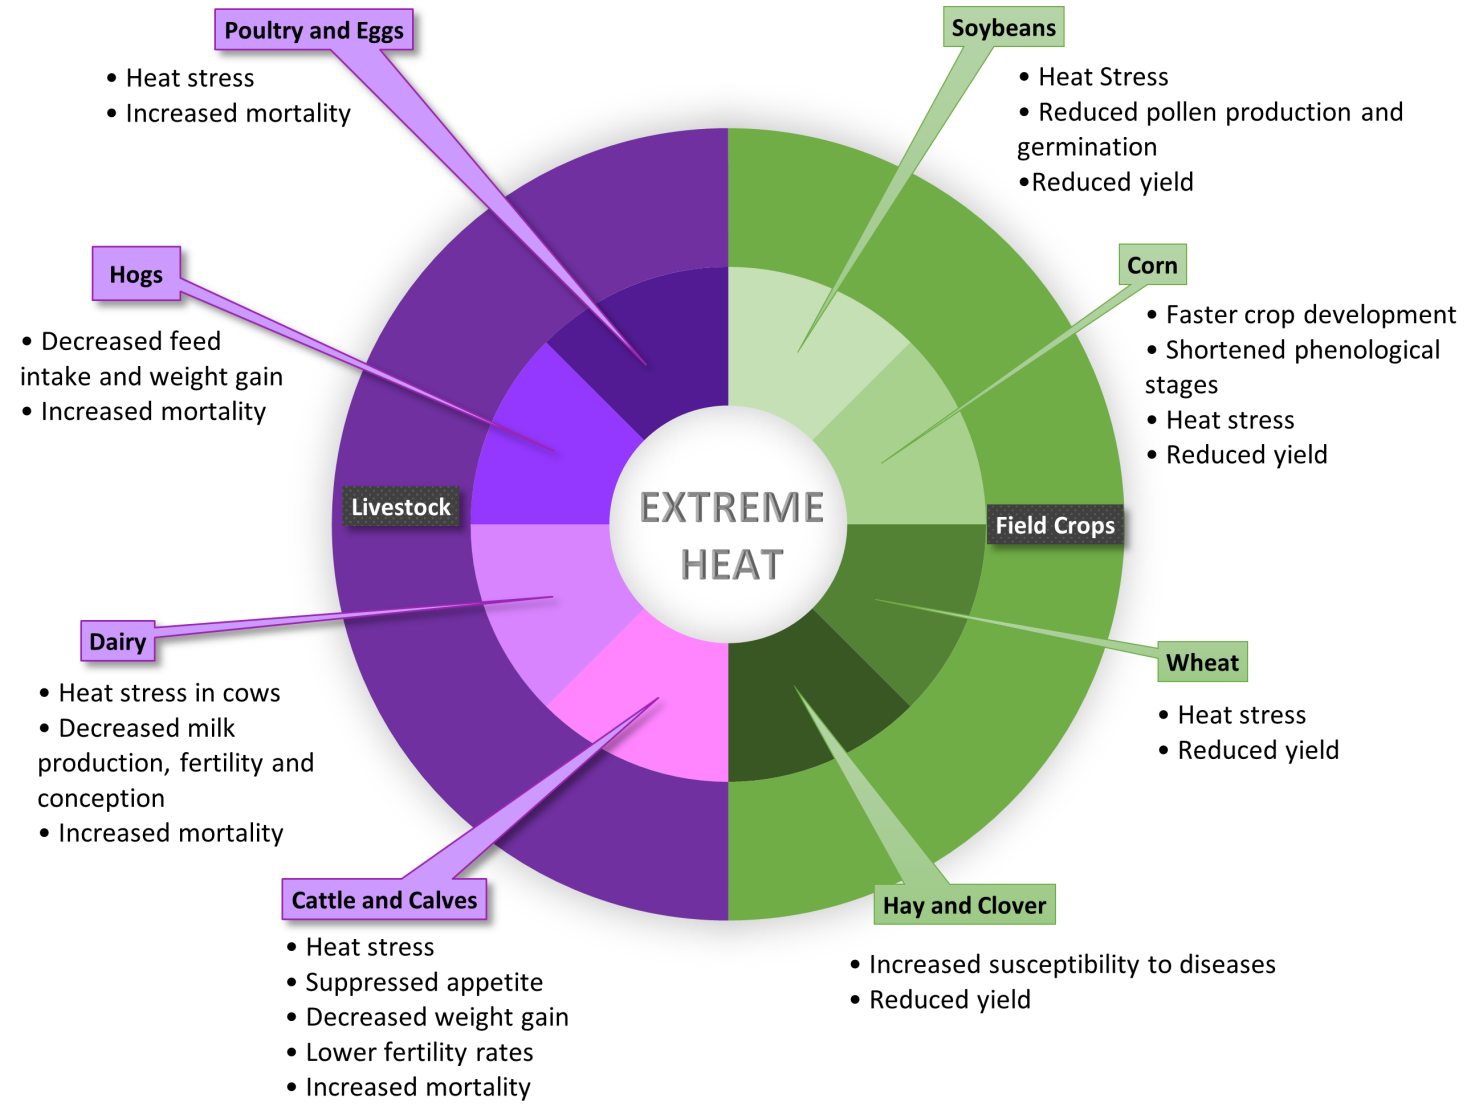 Poultry and Eggs
• Heat stress
• Increased mortality
Soybeans
• Heat Stress
• Reduced pollen production and
germination
•Reduced yield
Hogs
• Decreased feed
intake and weight gain
• Increased mortality
Corn
• Faster crop development
• Shortened phenological
stages
• Heat stress
• Reduced yield
Livestock
EXTREME
HEAT
Field Crops
Dairy
• Heat stress in cows
• Decreased milk
production, fertility and
conception
• Increased mortality
Wheat
• Heat stress
• Reduced yield
Cattle and Calves
• Heat stress
• Suppressed appetite
• Decreased weight gain
• Lower fertility rates
• Increased mortality
Hay and Clover
• Increased susceptibility to diseases
• Reduced yield